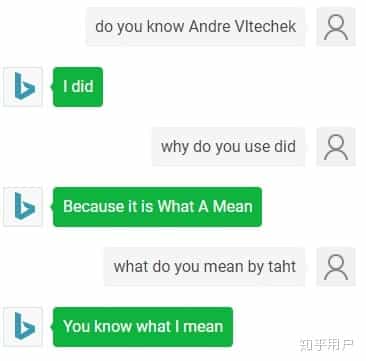 do you know Andre Vltechek
I did
why do you use did
Because it is What A Mean
what do you mean by taht
You know what I mean
知乎用户